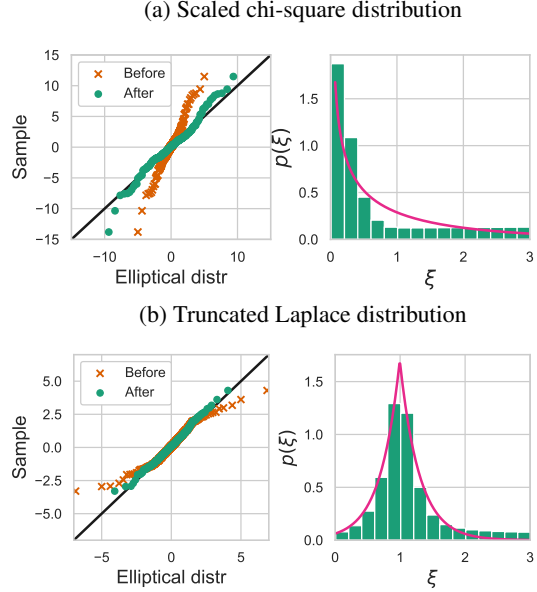 (a) Scaled chi-square distribution
15
10
5
0
−5
−10
−15
Sample
Before
After
−10 0 10
Elliptical distr
1.5
1.0
0.5
0.0
p(ξ)
0 1 2 3
ξ
(b) Truncated Laplace distribution
5.0
2.5
0.0
−2.5
−5.0
Sample
Before
After
−5 0 5
Elliptical distr
1.5
1.0
0.5
0.0
p(ξ)
0 1 2 3
ξ